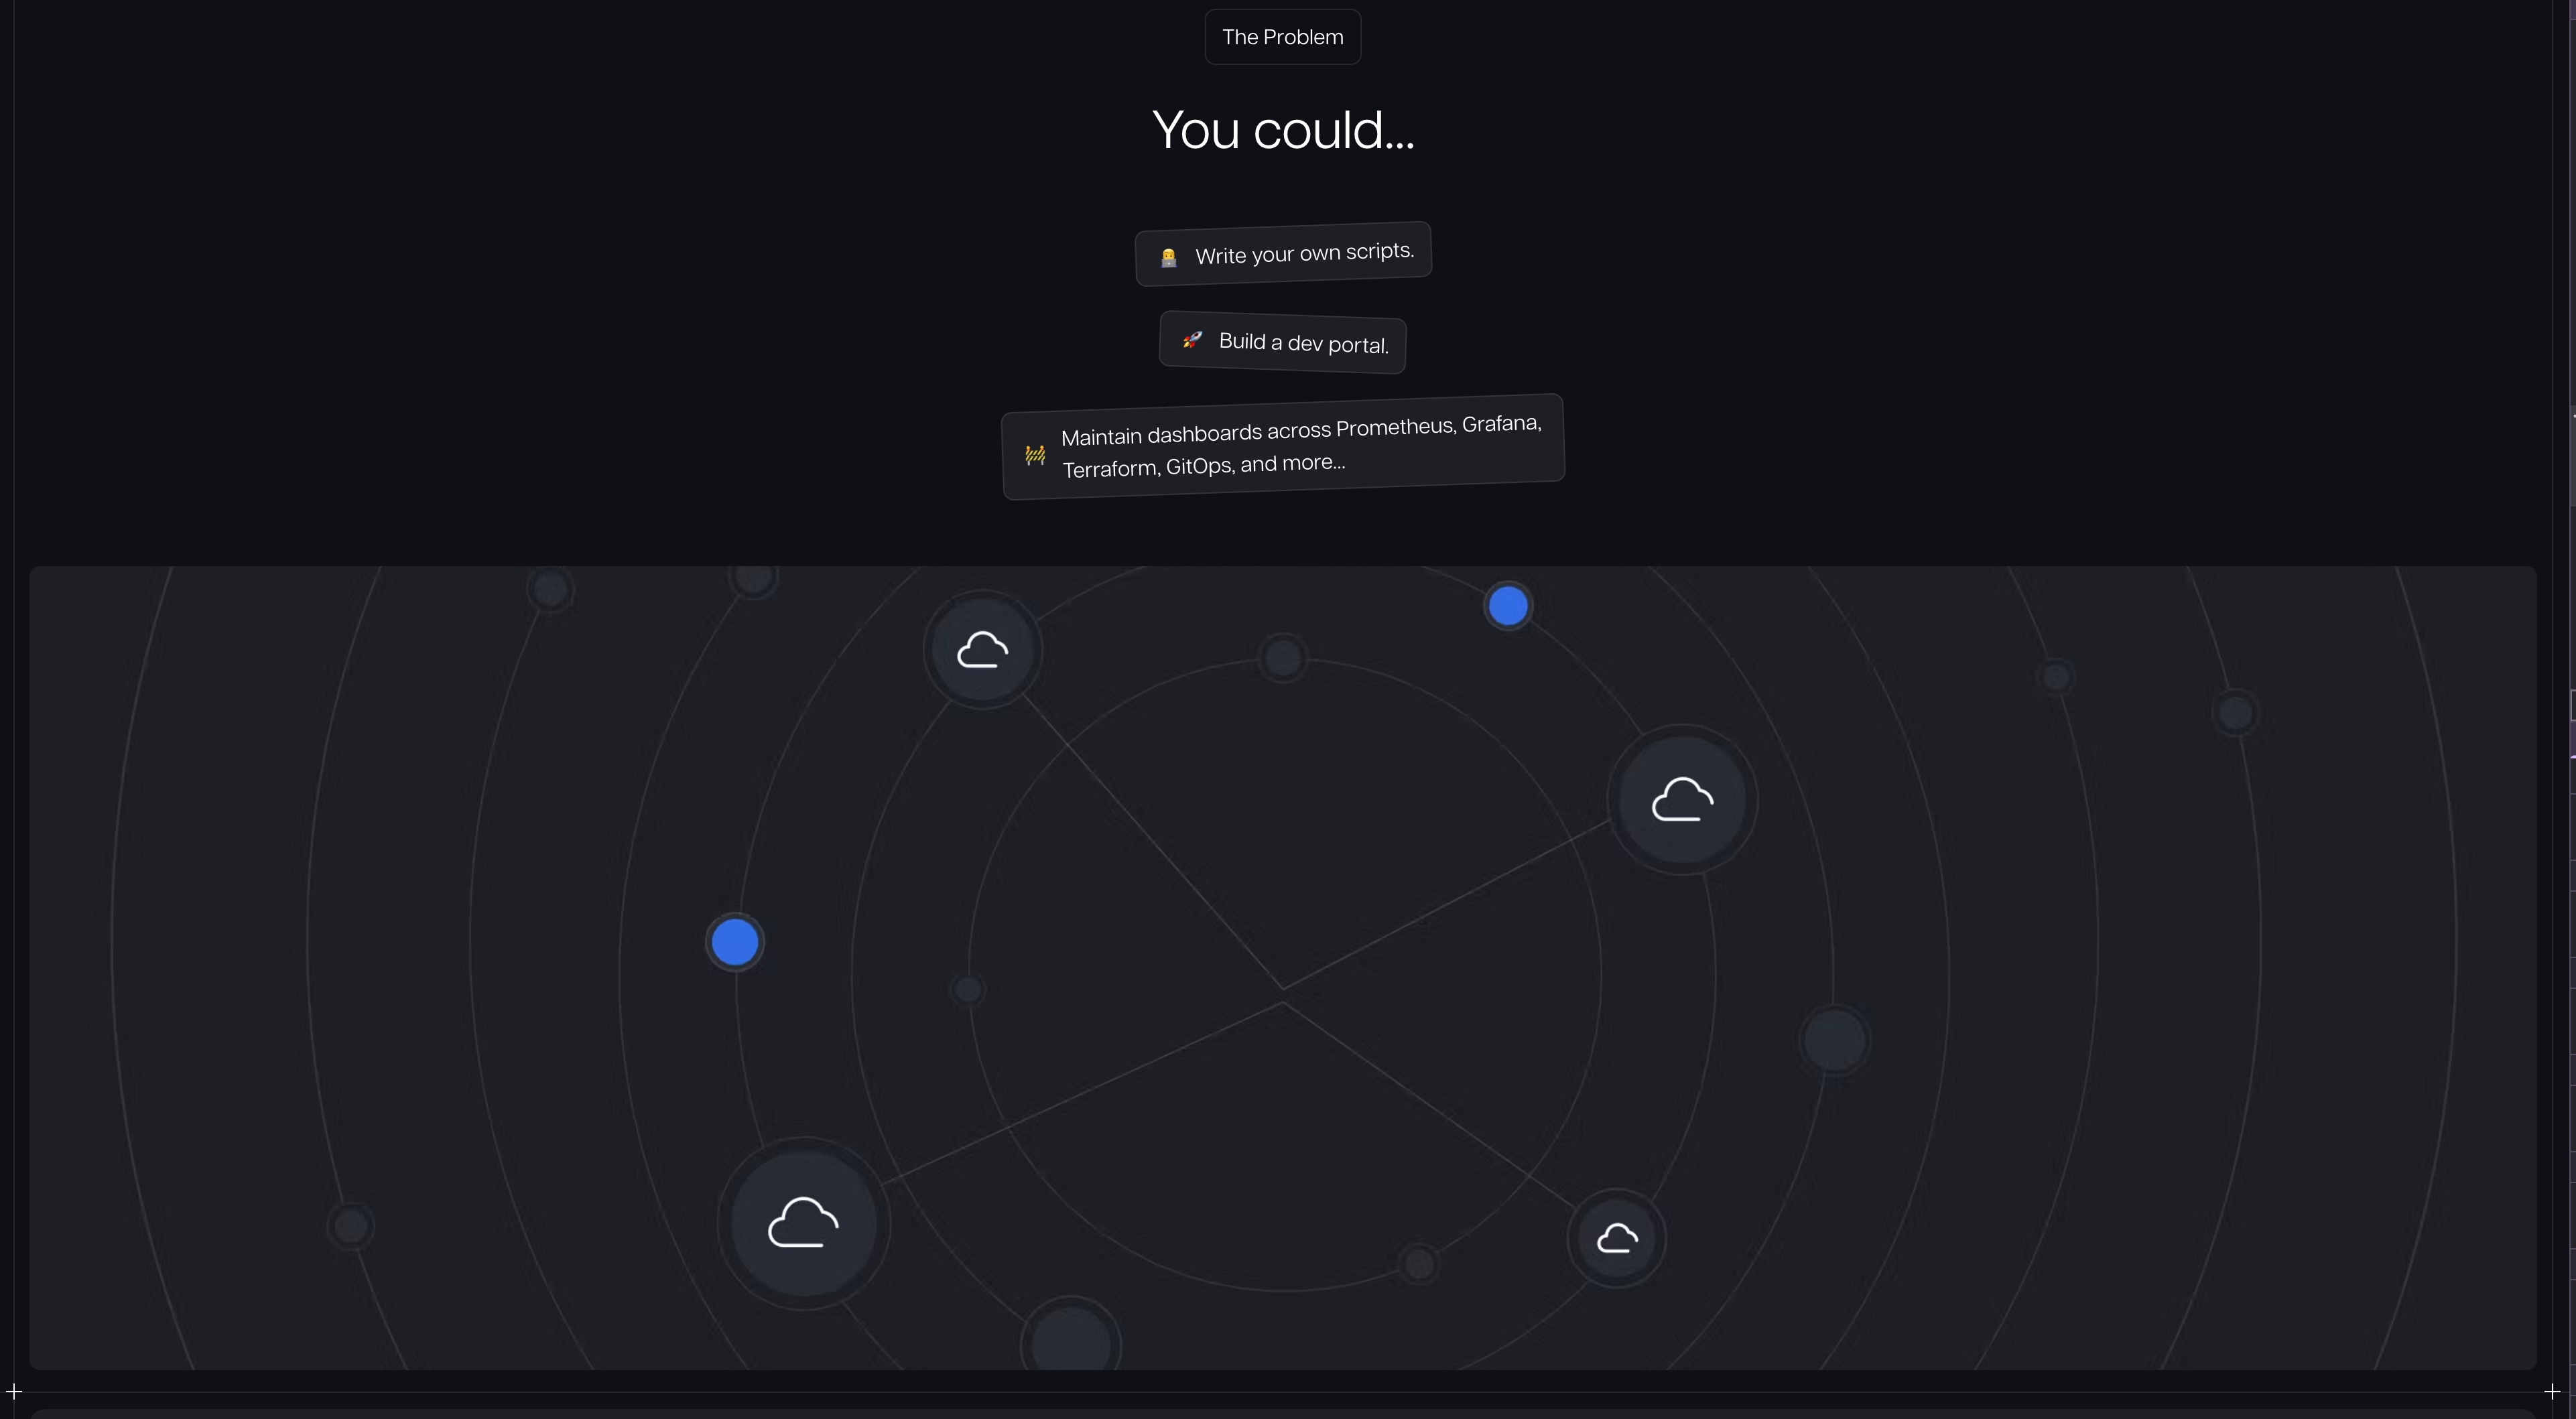 The Problem
You could...
Write your own scripts.
Build a dev portal.
Maintain dashboards across Prometheus, Grafana,
Terraform, GitOps, and more...